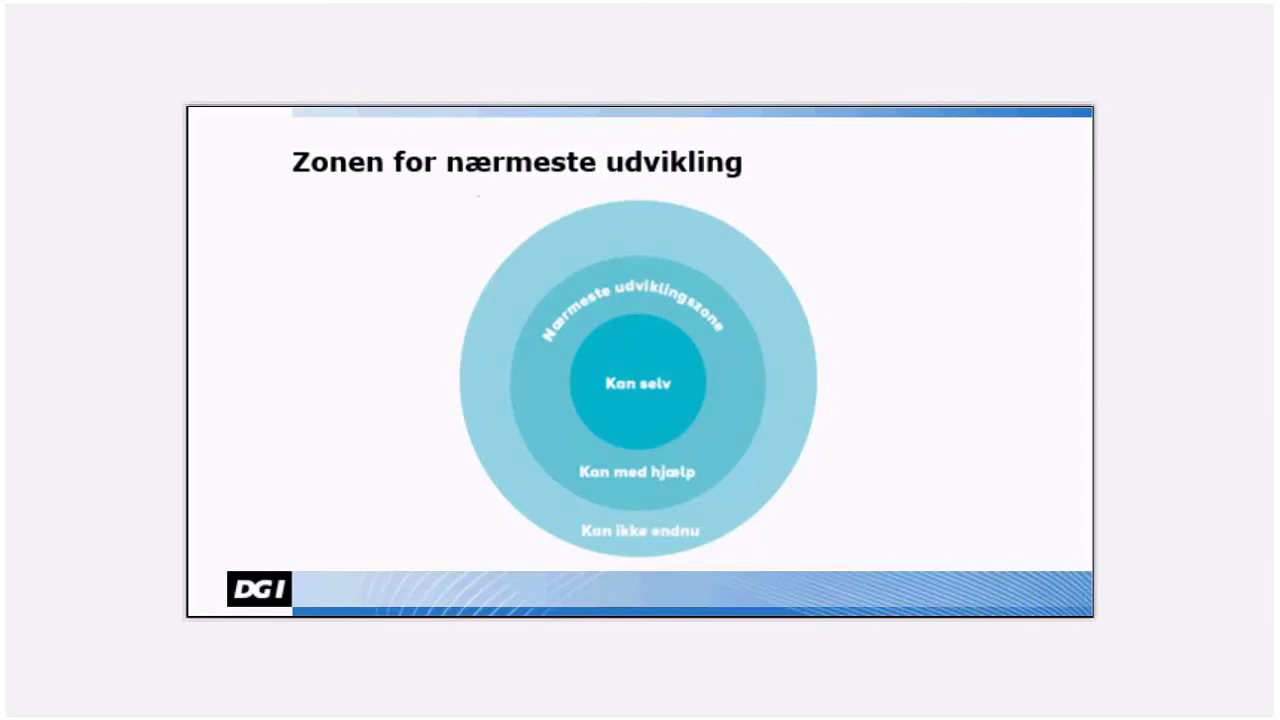 Zonen for nærmeste udvikling
Nærmeste udviklingszone
Kan selv
Kan med hjælp
Kan ikke endnu
DGI